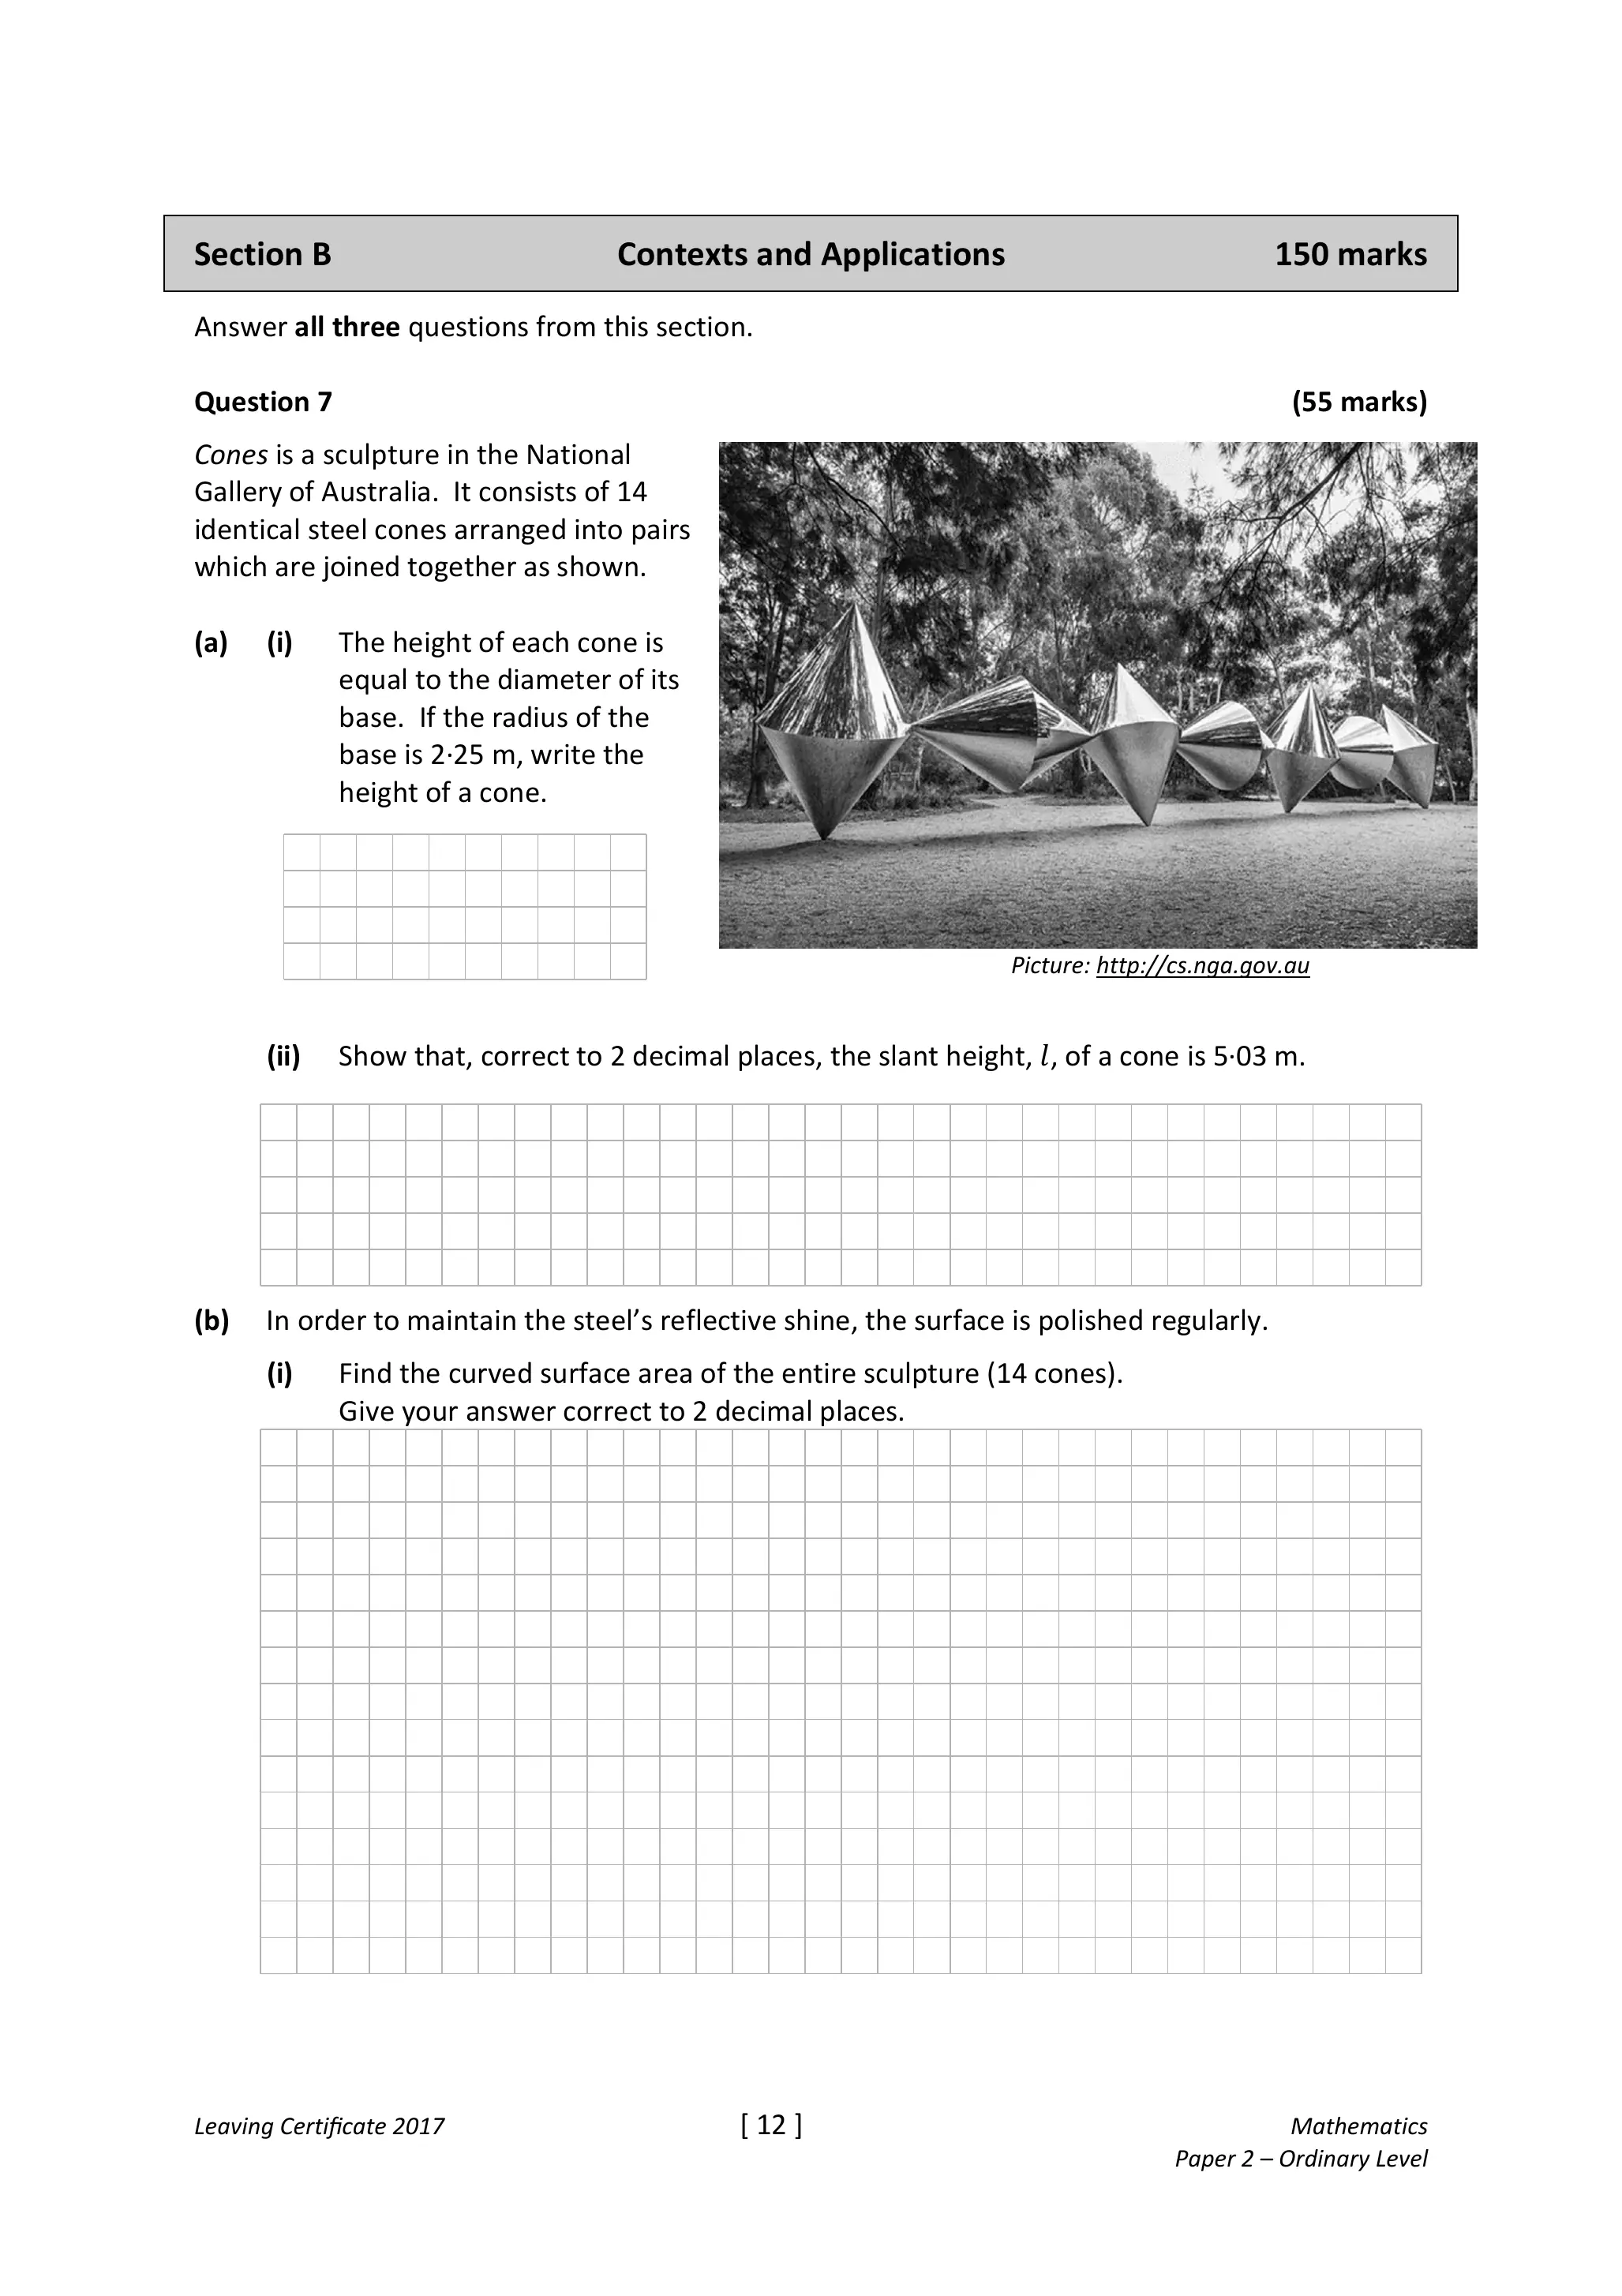 Section B Contexts and Applications 150 marks
Answer all three questions from this section.
Question 7 (55 marks)
Cones is a sculpture in the National
Gallery of Australia. It consists of 14
identical steel cones arranged into pairs
which are joined together as shown.
(a) (i) The height of each cone is
equal to the diameter of its
base. If the radius of the
base is 2·25 m, write the
height of a cone.
Picture: http://cs.nga.gov.au
(ii) Show that, correct to 2 decimal places, the slant height, l, of a cone is 5·03 m.
(b) In order to maintain the steel’s reflective shine, the surface is polished regularly.
(i) Find the curved surface area of the entire sculpture (14 cones).
Give your answer correct to 2 decimal places.
Leaving Certificate 2017 [ 12 ] Mathematics
Paper 2 – Ordinary Level